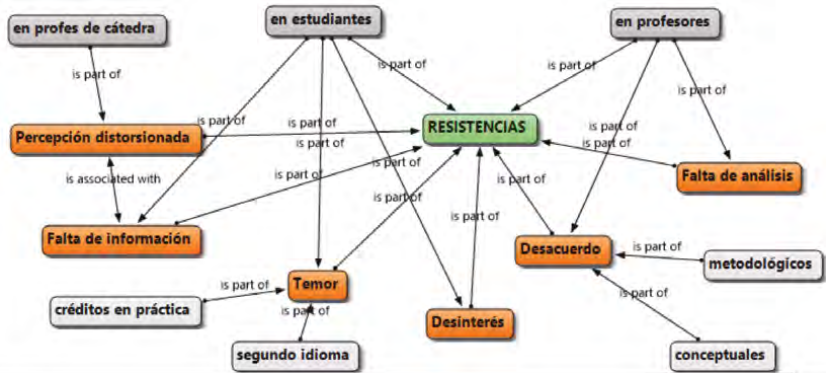 en profes de cátedra
en estudiantes
en profesores
is part of
is part of
is part of
is part of
is part of
is part of
Percepción distorsionada
is part of
RESISTENCIAS
is part of
is part of
is part of
is associated with
is part of
Falta de análisis
is part of
is part of
is part of
Falta de información
Desacuerdo
is part of
metodológicos
is part of
Temor
is part of
créditos en práctica
is part of
Desinterés
segundo idioma
conceptuales